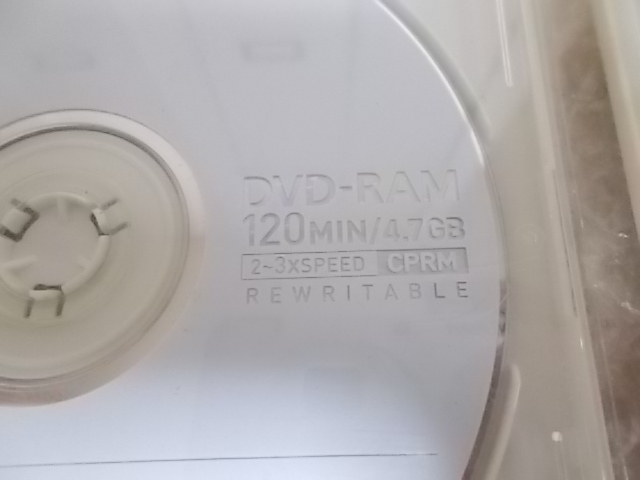 DVD-RAM
120MIN/4.7GB
2~3xSPEED CPRM
REWRITABLE